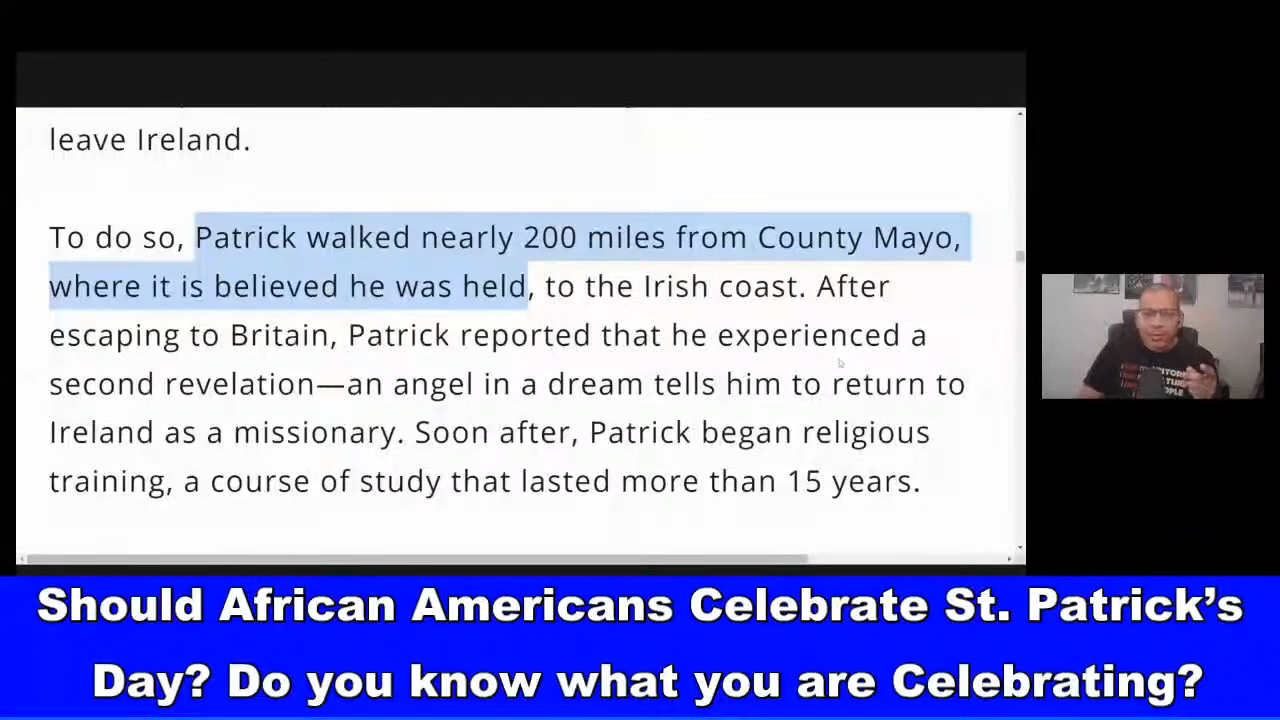 leave Ireland.
To do so, Patrick walked nearly 200 miles from County Mayo,
where it is believed he was held, to the Irish coast. After
escaping to Britain, Patrick reported that he experienced a
second revelation—an angel in a dream tells him to return to
Ireland as a missionary. Soon after, Patrick began religious
training, a course of study that lasted more than 15 years.
Should African Americans Celebrate St. Patrick’s
Day? Do you know what you are Celebrating?